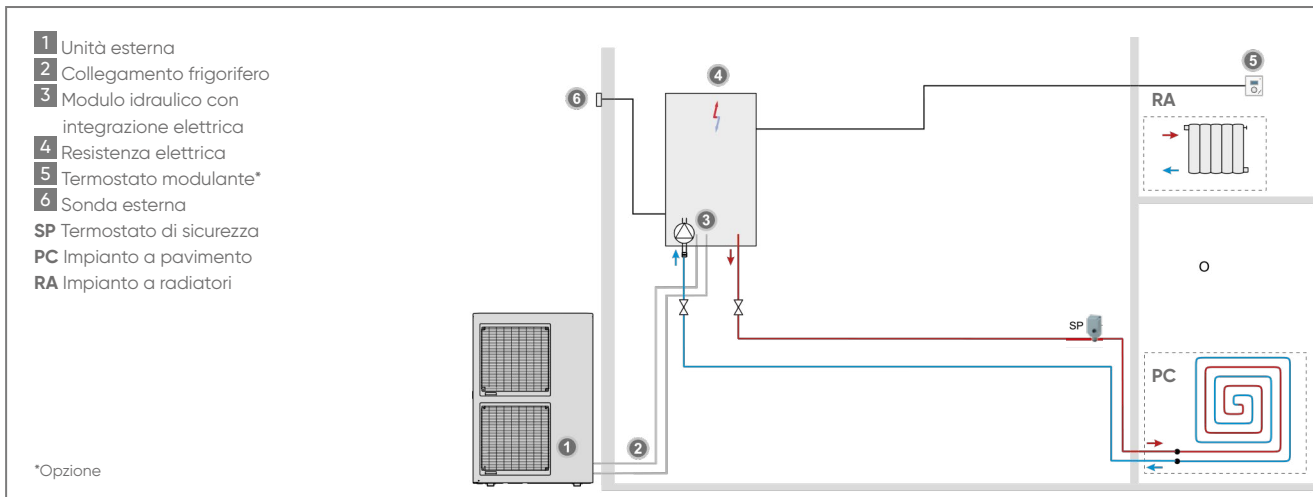 1 Unità esterna
2 Collegamento frigorifero
3 Modulo idraulico con
integrazione elettrica
4 Resistenza elettrica
5 Termostato modulante*
6 Sonda esterna
SP Termostato di sicurezza
PC Impianto a pavimento
RA Impianto a radiatori
*Opzione
6
4
5
RA
3
O
SP
PC
1
2